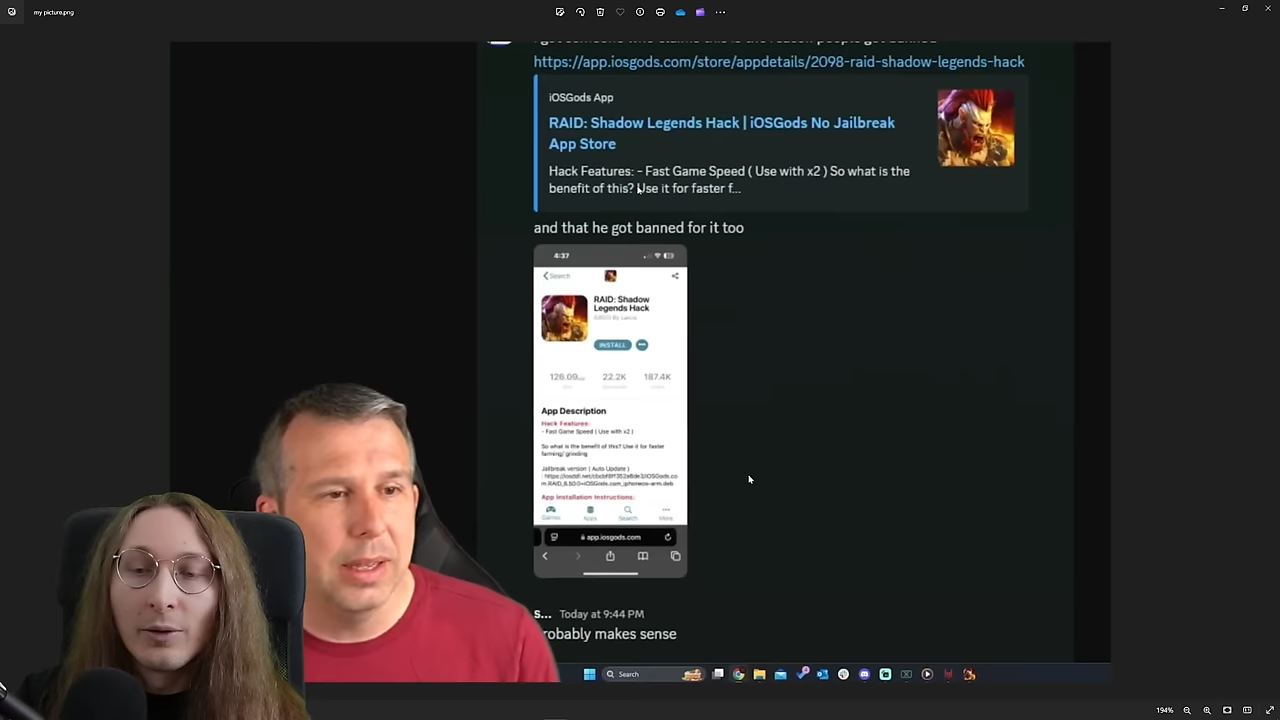 my picture.png
https://app.iosgods.com/store/appdetails/2098-raid-shadow-legends-hack
iOSGods App
RAID: Shadow Legends Hack | iOSGods No Jailbreak
App Store
Hack Features: - Fast Game Speed ( Use with x2 ) So what is the
benefit of this? Use it for faster f...
and that he got banned for it too
4:37
Search
RAID: Shadow
Legends Hack
INSTALL
126.09
22.2K
187.4K
App Description
Hack Features:
- Fast Game Speed ( Use with x2 )
So what is the benefit of this? Use it for faster
farming/ grinding
Jailbreak version ( Auto Update )
App Installation Instructions:
Games
Apps
Search
More
app.iosgods.com
S... Today at 9:44 PM
robably makes sense
Search
194%